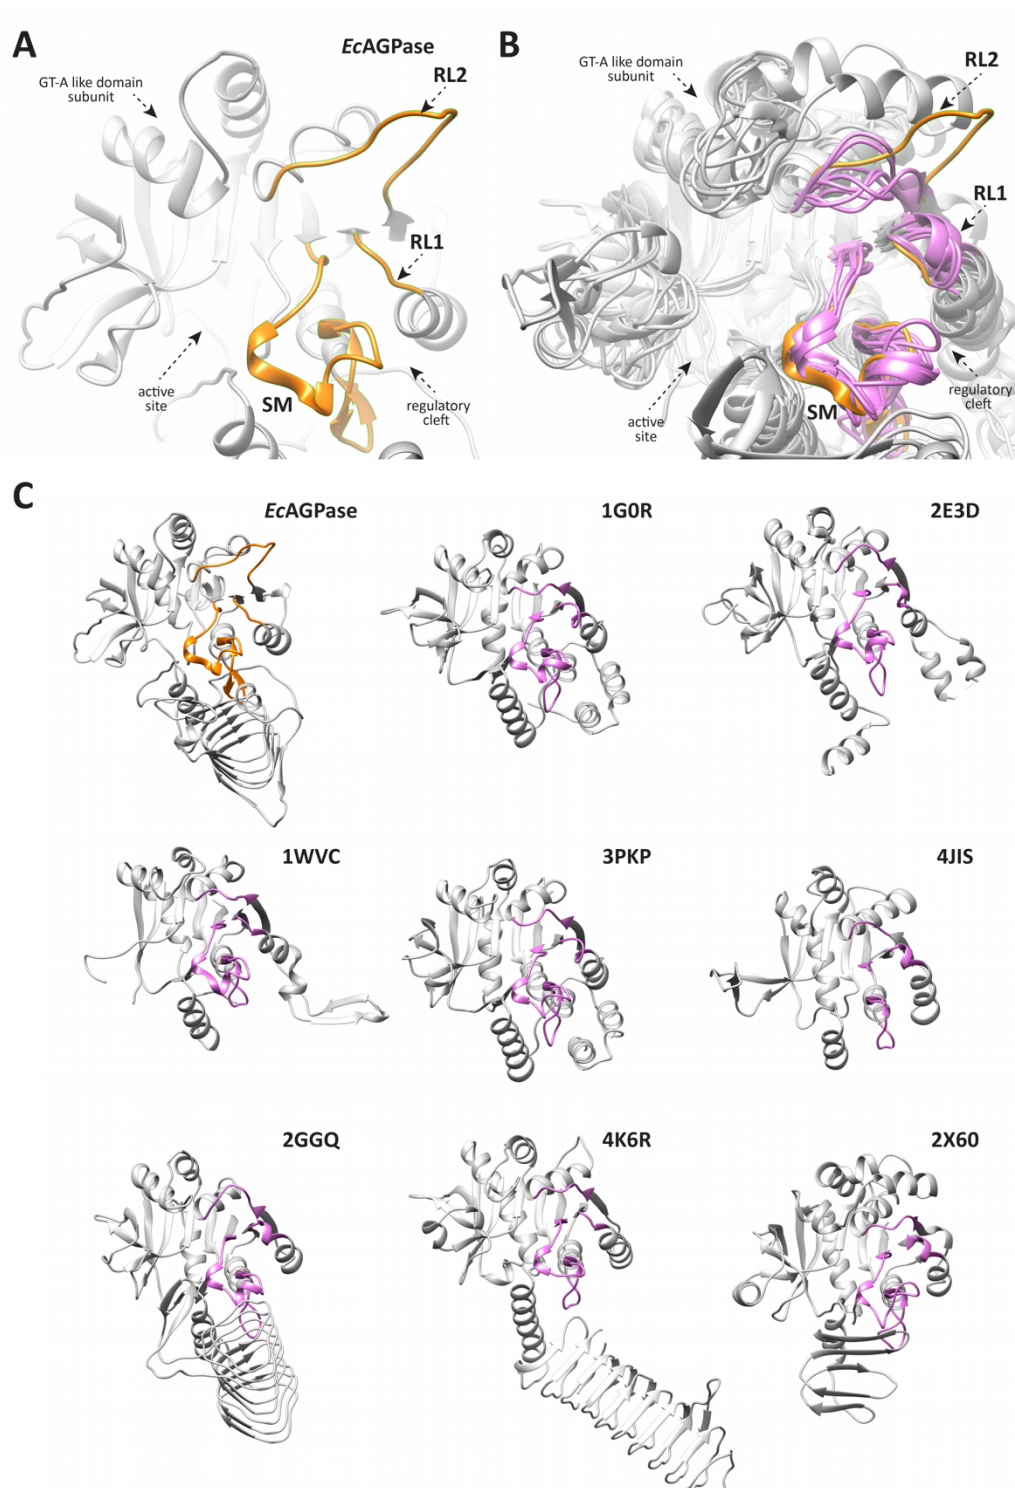 A
EcAGPase
GT-A like domain
subunit
RL2
RL1
active
site
SM
regulatory
cleft
B
GT-A like domain
subunit
RL2
RL1
active
site
SM
regulatory
cleft
C
EcAGPase
1G0R
2E3D
1WVC
3PKP
4JIS
2GGQ
4K6R
2X60